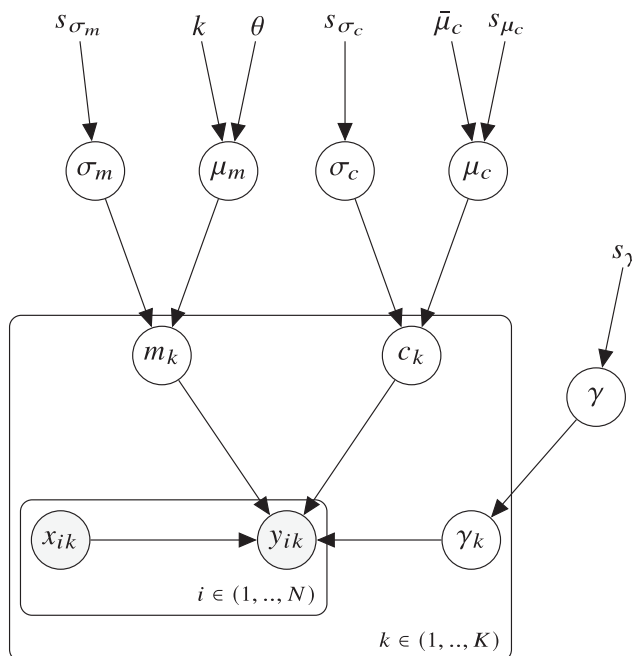 s_{σ_m} k θ s_{σ_c} μ̄_c s_{μ_c}
σ_m μ_m σ_c μ_c
s_γ
m_k c_k
γ
x_{ik} y_{ik} γ_k
i ∈ (1, .., N)
k ∈ (1, .., K)